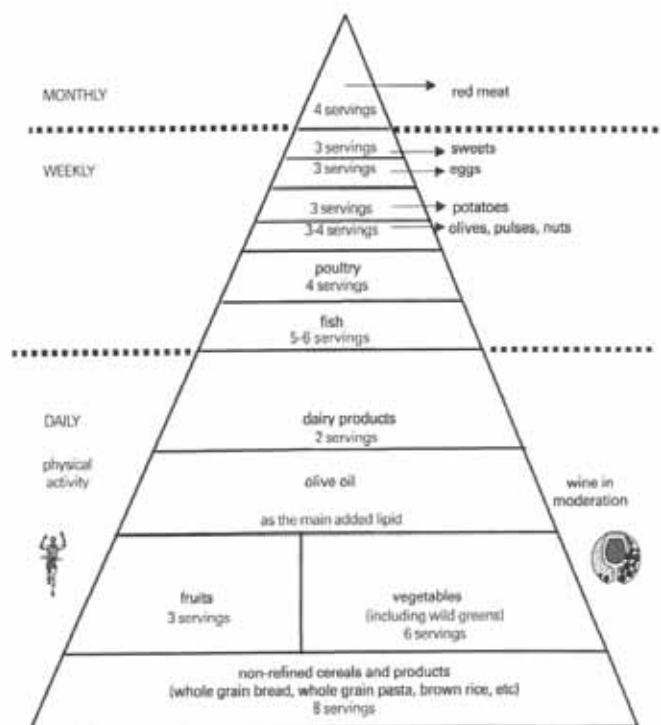 MONTHLY
red meat
4 servings
3 servings
sweets
WEEKLY
3 servings
eggs
3 servings
potatoes
3-4 servings
olives, pulses, nuts
poultry
4 servings
fish
5-6 servings
DAILY
dairy products
2 servings
physical
activity
olive oil
wine in
moderation
as the main added lipid
fruits
3 servings
vegetables
(including wild greens)
6 servings
non-refined cereals and products
(whole grain bread, whole grain pasta, brown rice, etc)
8 servings